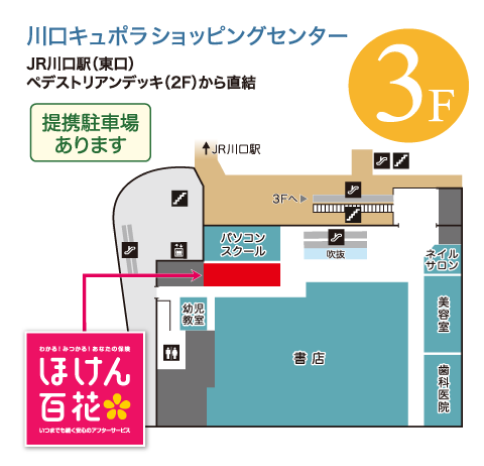 川口キュポラショッピングセンター
JR川口駅(東口)
ペデストリアンデッキ(2F)から直結
3F
提携駐車場
あります
JR川口駅
3Fへ
パソコン
スクール
吹抜
ネイル
サロン
幼児
教室
書店
美容室
歯科医院
わかる!みつかる!あなたの保険
ほけん
百花
いつまでも続く安心のアフターサービス